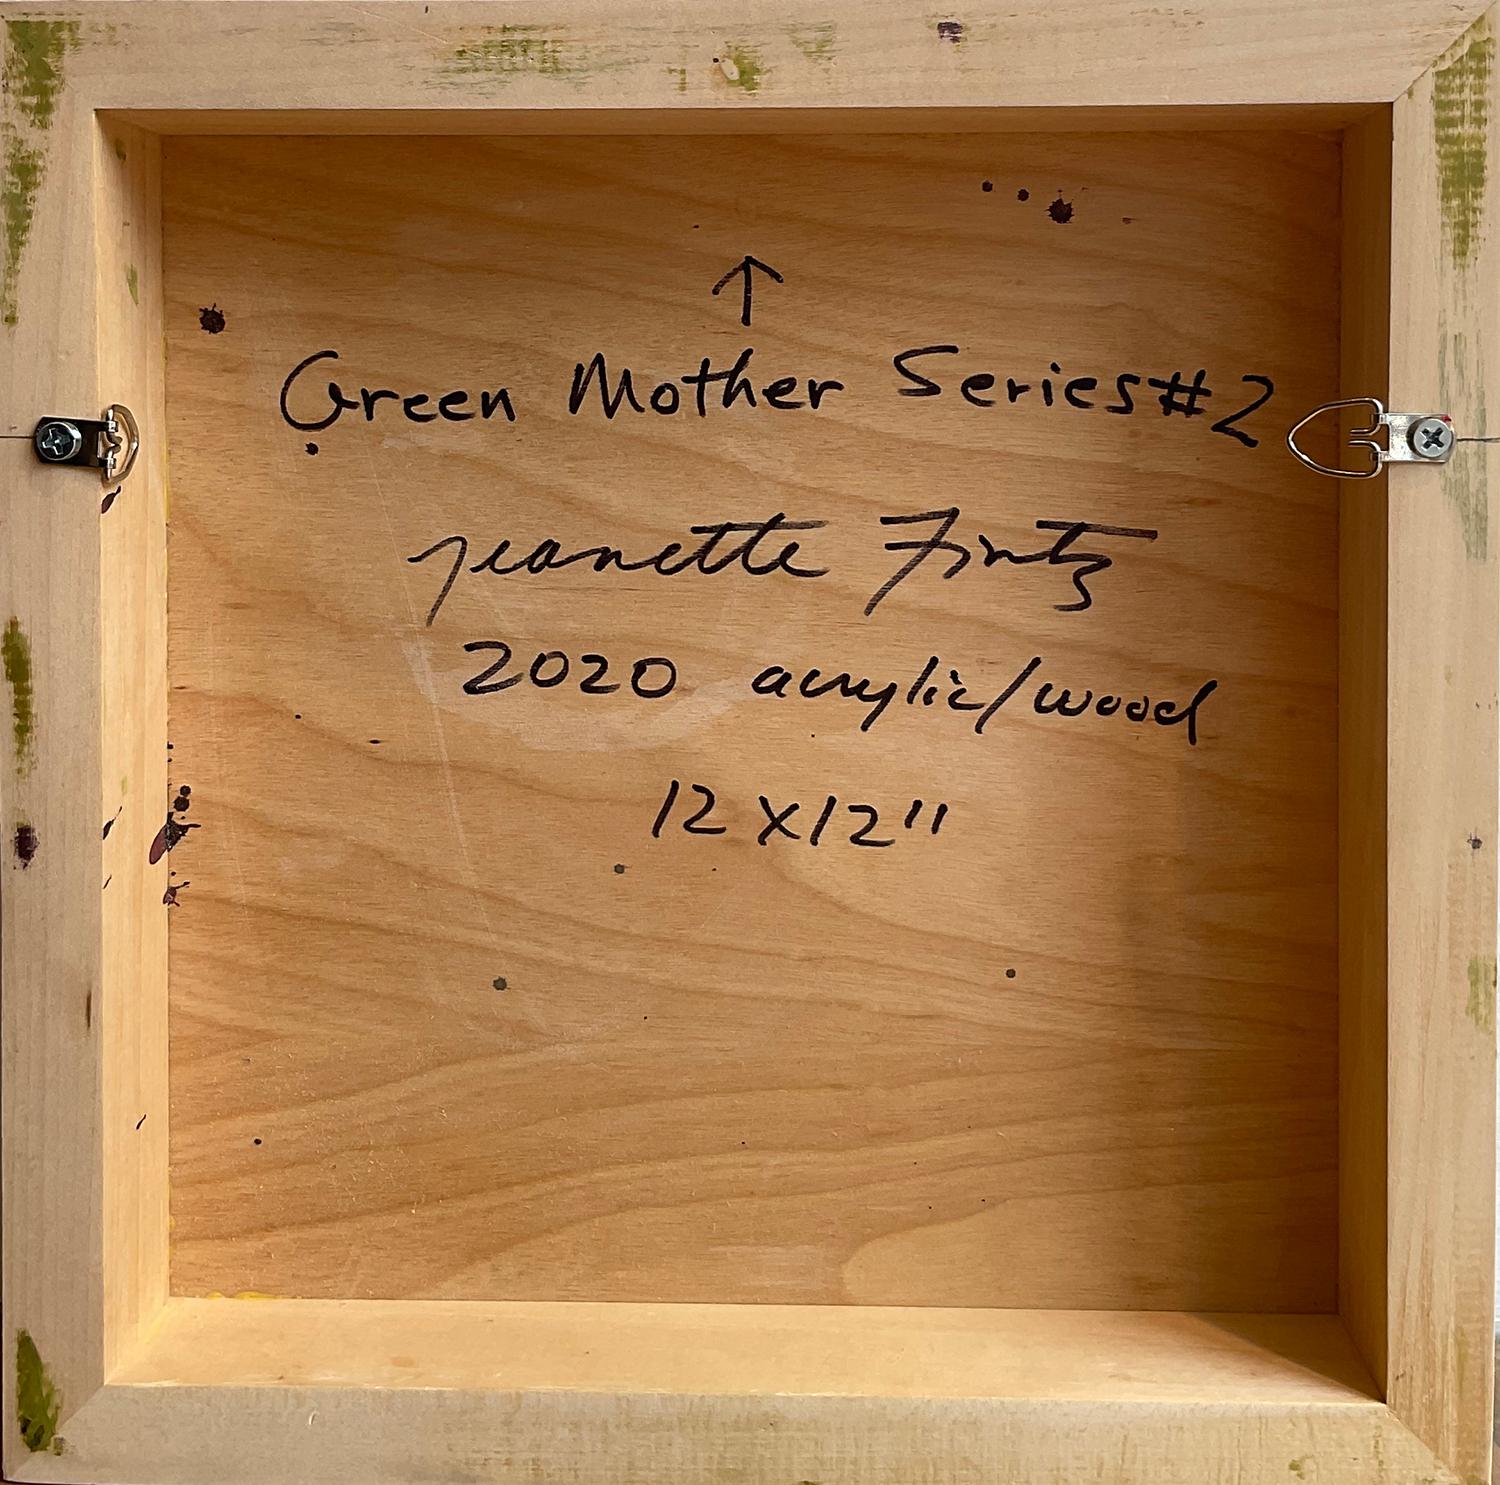 ↑
Green Mother Series #2
Jeanette Fintz
2020 acrylic/wood
12 X 12"